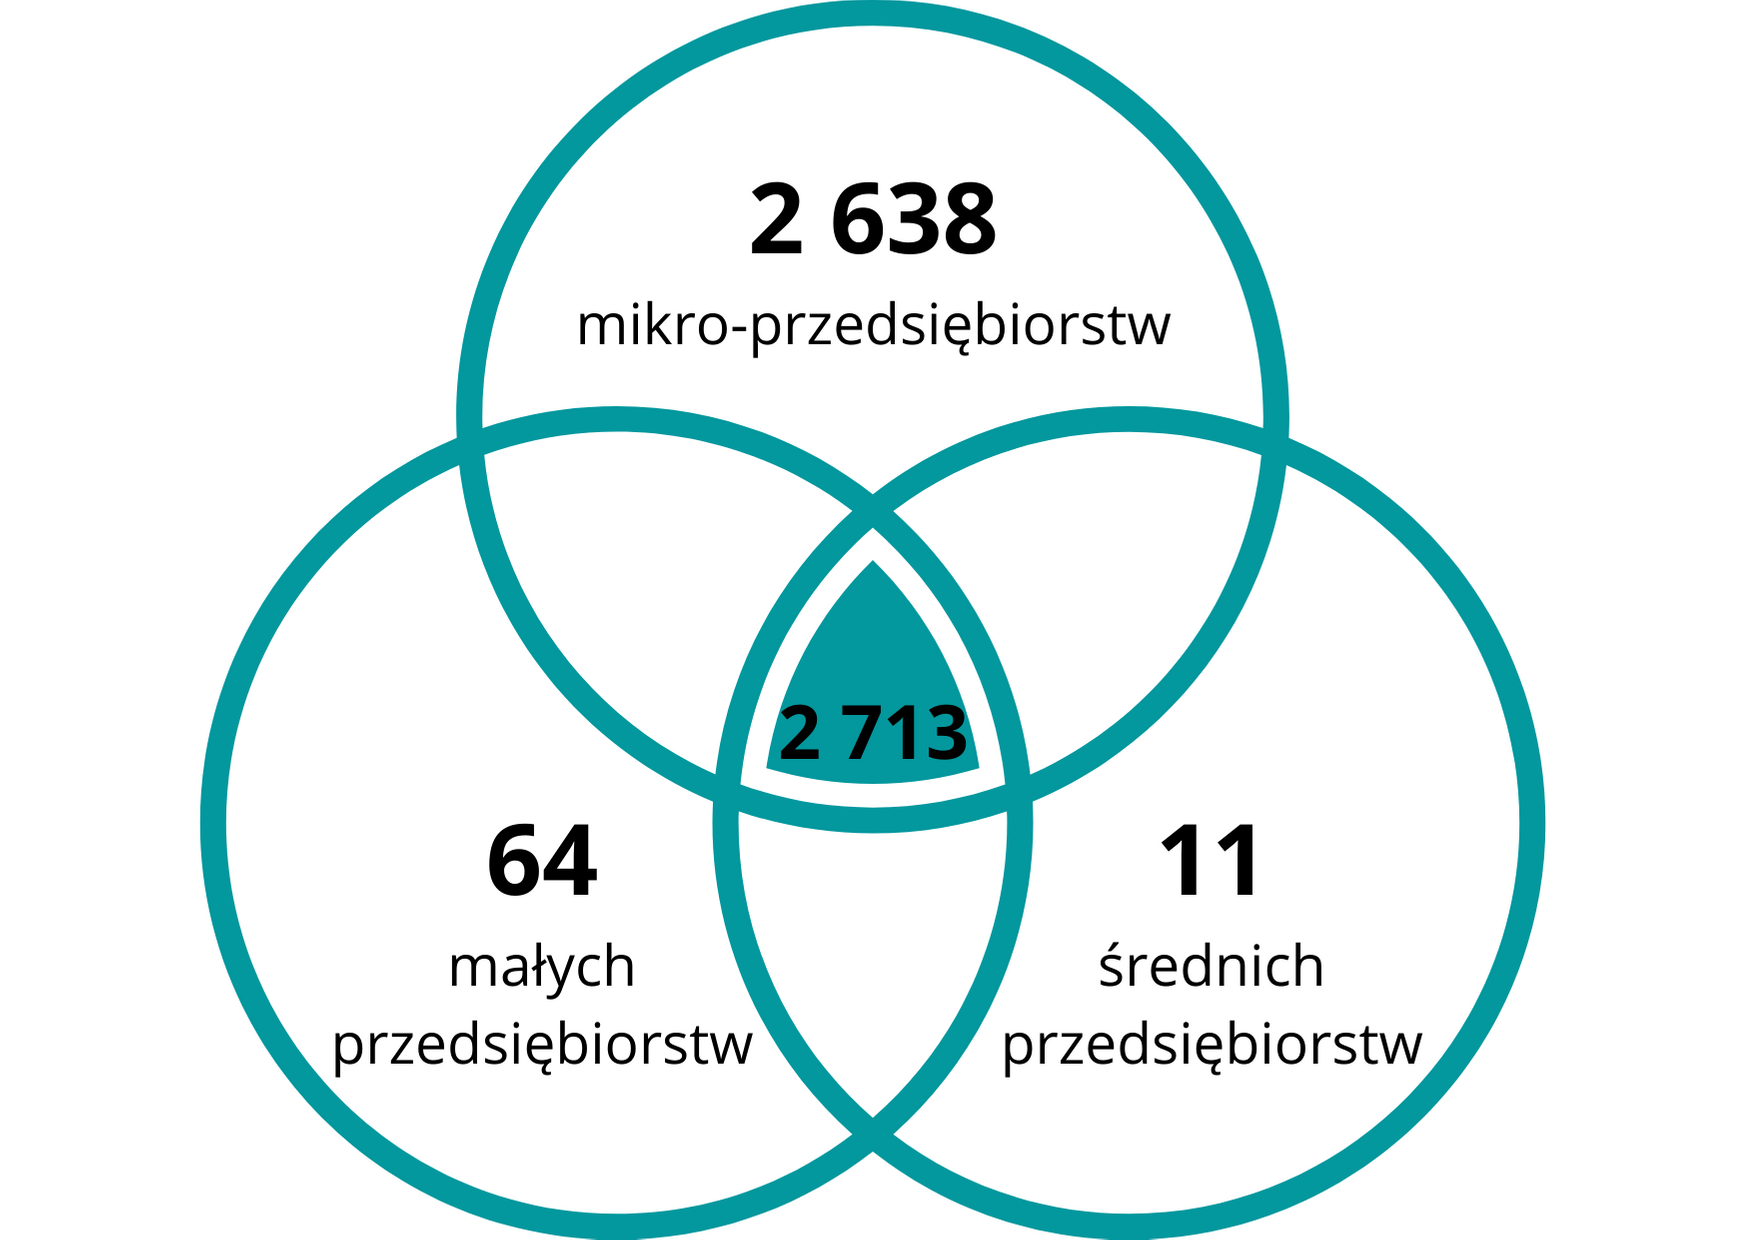 2 638
mikro-przedsiębiorstw
2 713
64
małych
przedsiębiorstw
11
średnich
przedsiębiorstw